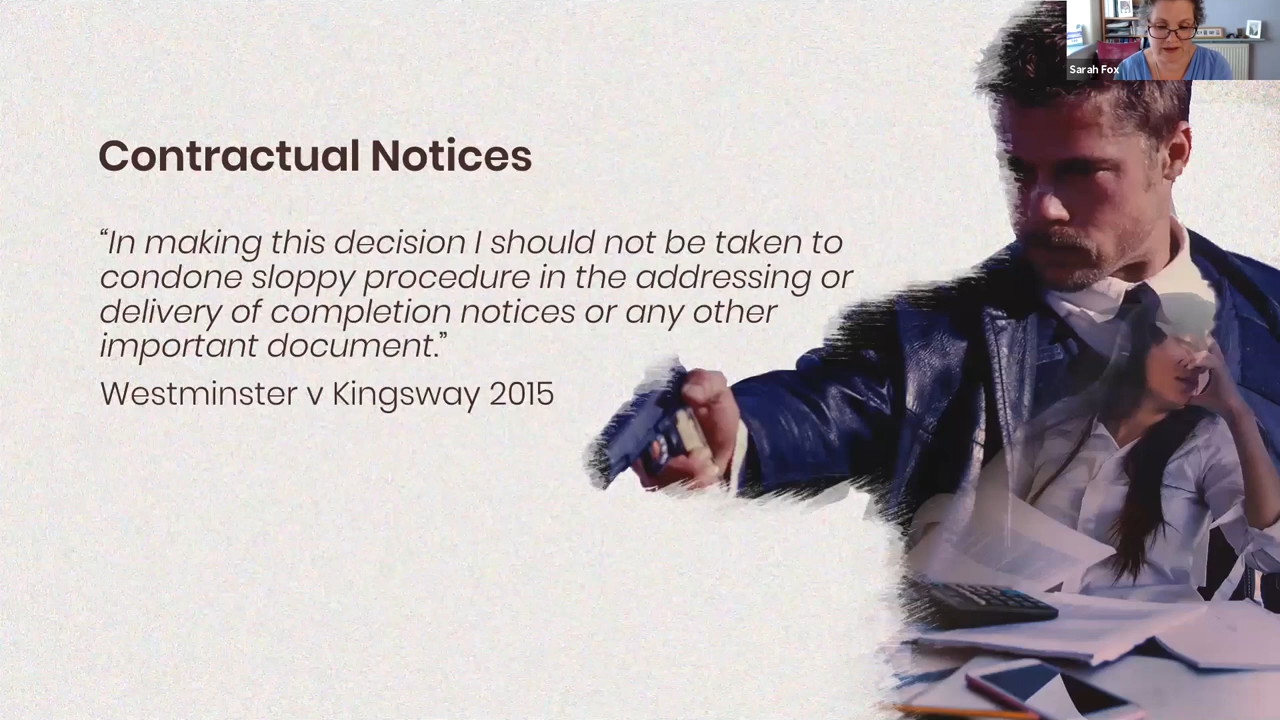 Sarah Fox
Contractual Notices
“In making this decision I should not be taken to
condone sloppy procedure in the addressing or
delivery of completion notices or any other
important document.”
Westminster v Kingsway 2015